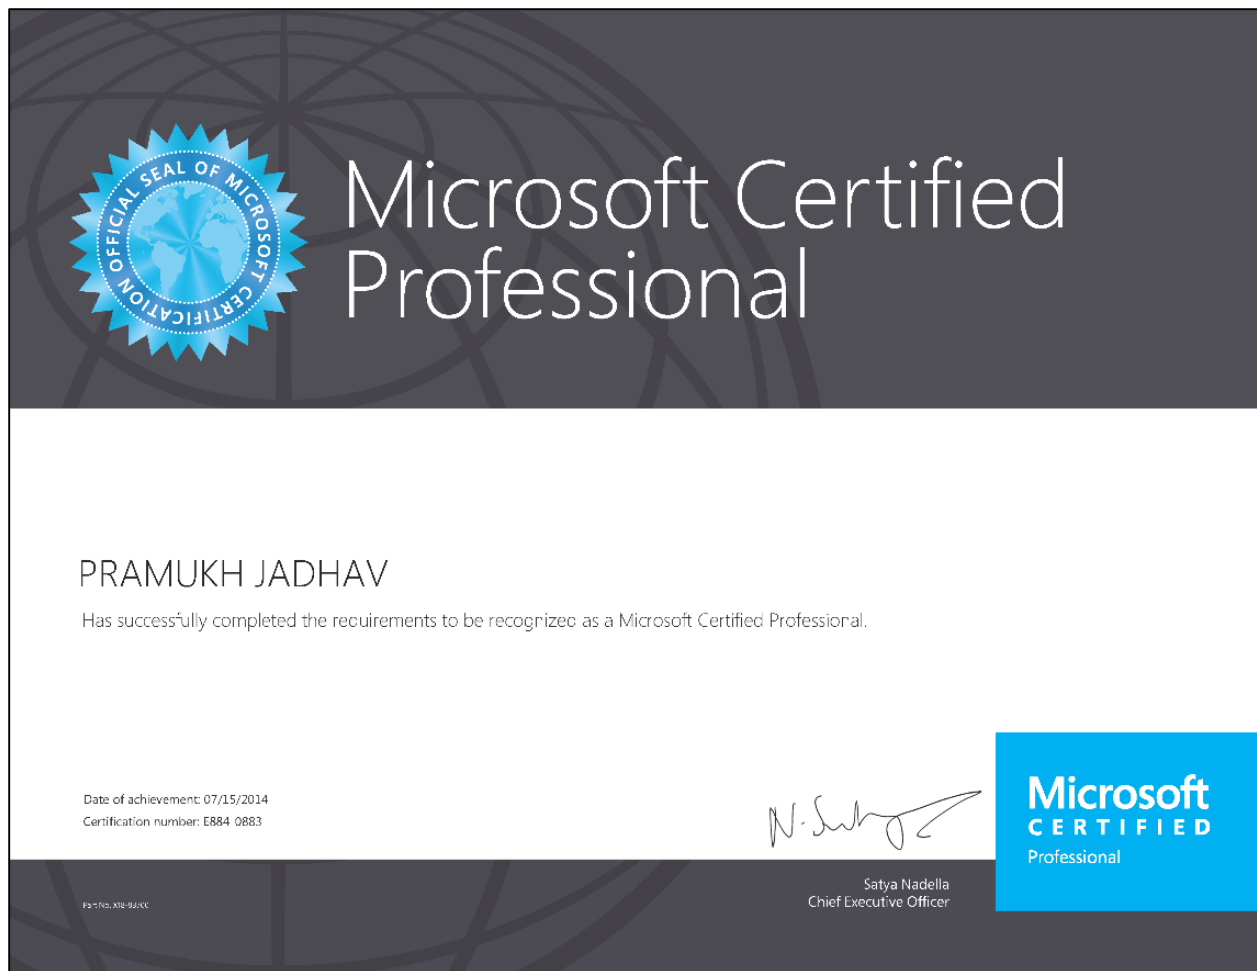 OFFICIAL SEAL OF MICROSOFT CERTIFICATION
Microsoft Certified
Professional
PRAMUKH JADHAV
Has successfully completed the requirements to be recognized as a Microsoft Certified Professional.
Date of achievement: 07/15/2014
Certification number: E884-0883
Microsoft
CERTIFIED
Professional
Satya Nadella
Chief Executive Officer
Part No.